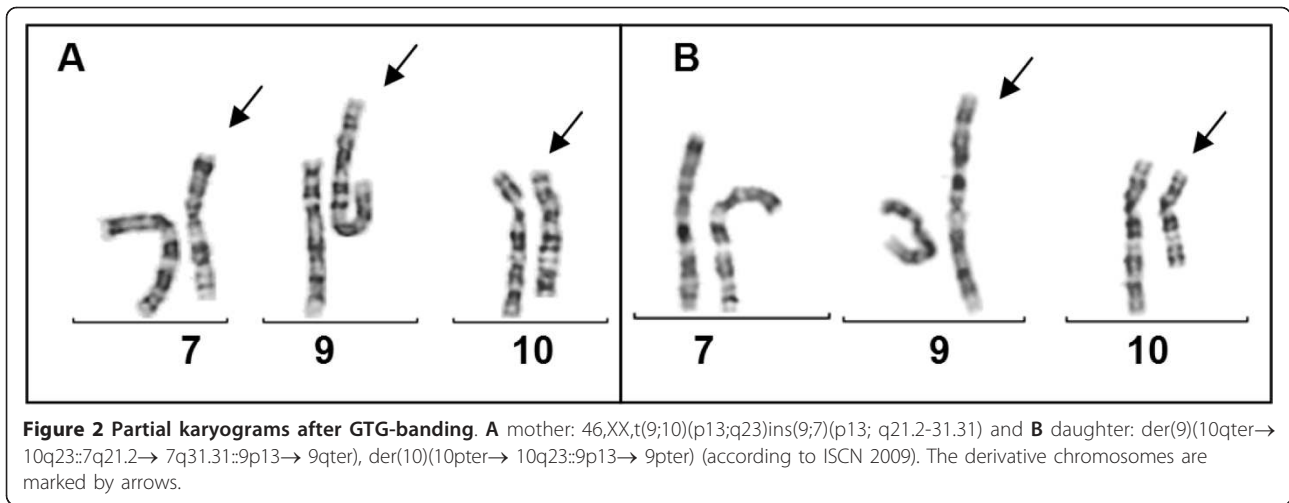 A
B
7
9
10
7
9
10
Figure 2 Partial karyograms after GTG-banding. A mother: 46,XX,t(9;10)(p13;q23)ins(9;7)(p13; q21.2-31.31) and B daughter: der(9)(10qter→
10q23::7q21.2→ 7q31.31::9p13→ 9qter), der(10)(10pter→ 10q23::9p13→ 9pter) (according to ISCN 2009). The derivative chromosomes are
marked by arrows.